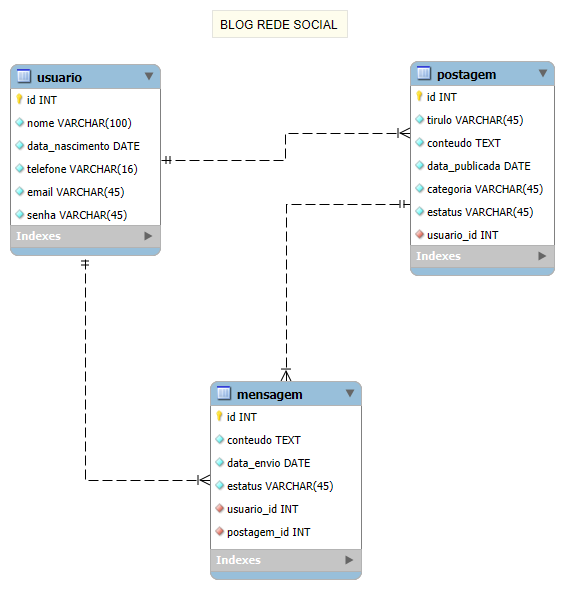 BLOG REDE SOCIAL
usuario
id INT
nome VARCHAR(100)
data_nascimento DATE
telefone VARCHAR(16)
email VARCHAR(45)
senha VARCHAR(45)
Indexes
postagem
id INT
tirulo VARCHAR(45)
conteudo TEXT
data_publicada DATE
categoria VARCHAR(45)
estatus VARCHAR(45)
usuario_id INT
Indexes
mensagem
id INT
conteudo TEXT
data_envio DATE
estatus VARCHAR(45)
usuario_id INT
postagem_id INT
Indexes